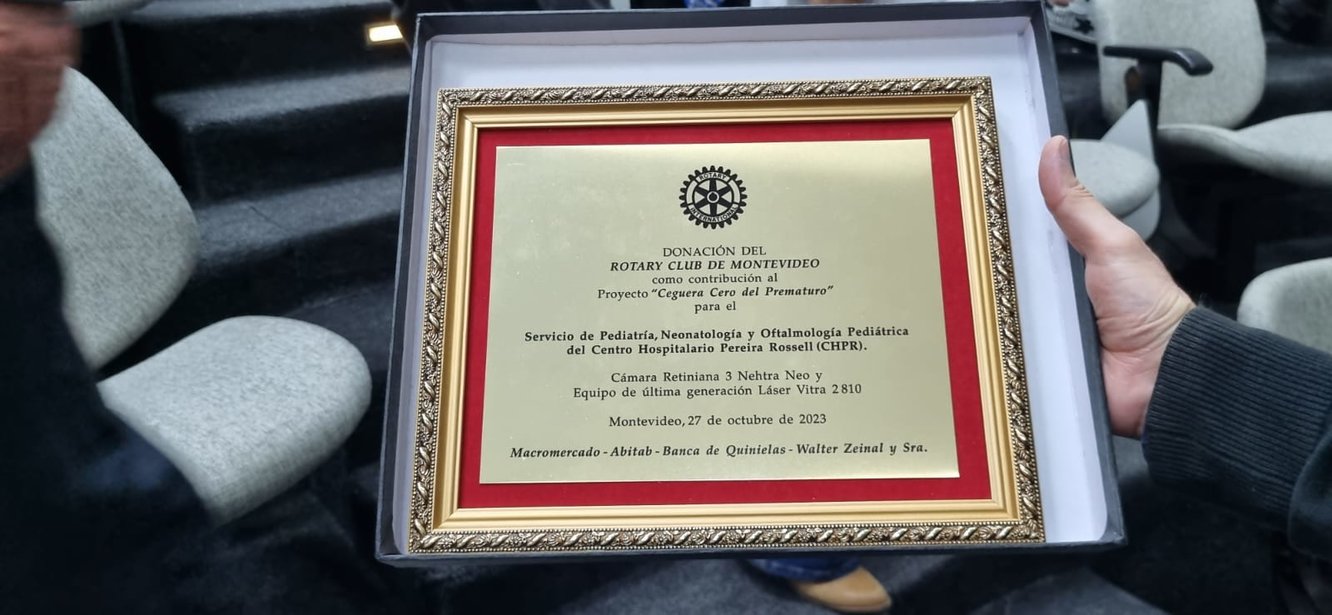 ROTARY
INTERNATIONAL
DONACIÓN DEL
ROTARY CLUB DE MONTEVIDEO
como contribución al
Proyecto "Ceguera Cero del Prematuro"
para el
Servicio de Pediatría, Neonatología y Oftalmología Pediátrica
del Centro Hospitalario Pereira Rossell (CHPR).
Cámara Retiniana 3 Nehtra Neo y
Equipo de última generación Láser Vitra 2 810
Montevideo, 27 de octubre de 2023
Macromercado - Abitab - Banca de Quinielas - Walter Zeinal y Sra.